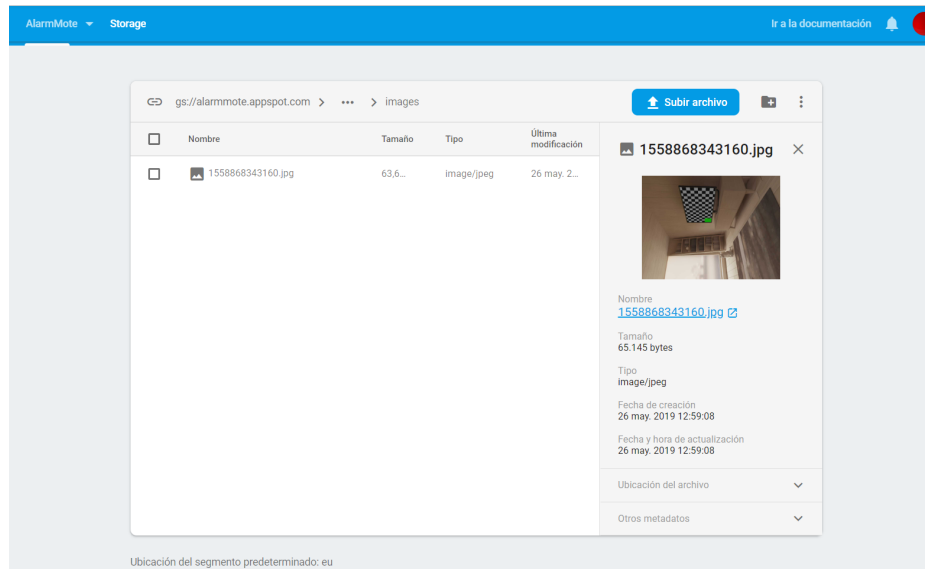 AlarmMote
Storage
Ir a la documentación
gs://alarmmote.appspot.com > ••• > images
Subir archivo
Nombre Tamaño Tipo Última modificación
1558868343160.jpg 63,6... image/jpeg 26 may. 2...
1558868343160.jpg
Nombre
1558868343160.jpg
Tamaño
65.145 bytes
Tipo
image/jpeg
Fecha de creación
26 may. 2019 12:59:08
Fecha y hora de actualización
26 may. 2019 12:59:08
Ubicación del archivo
Otros metadatos
Ubicación del segmento predeterminado: eu